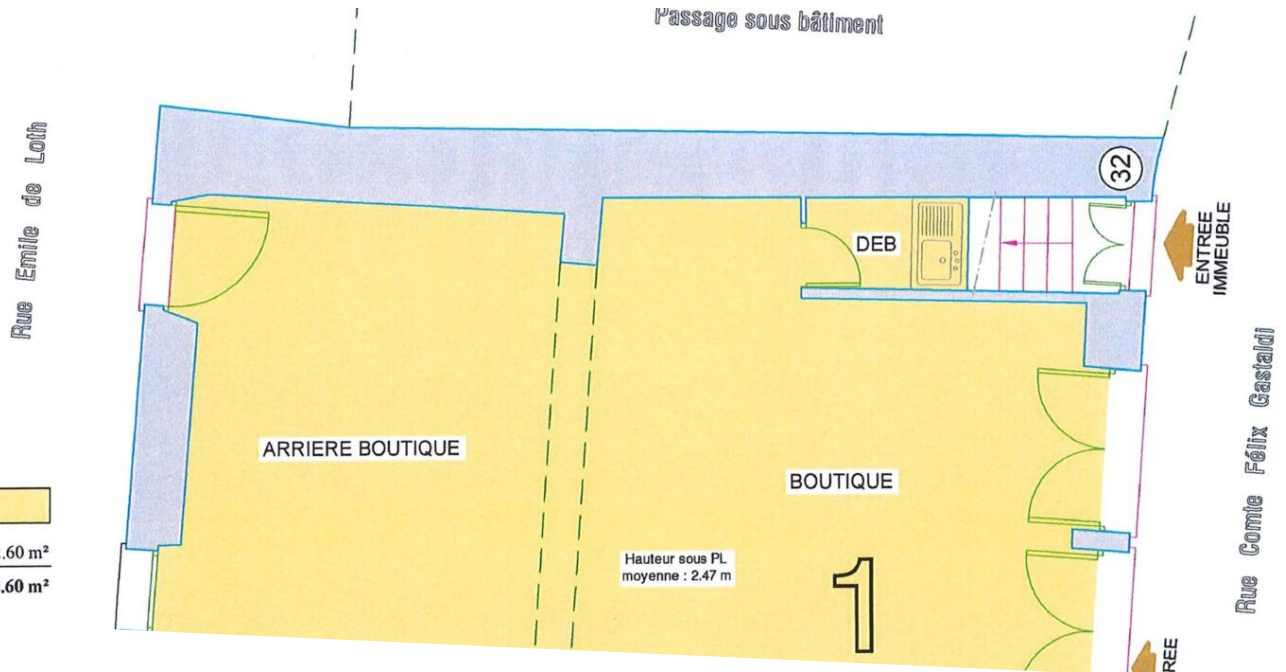 Passage sous bâtiment
Rue Emile de Loth
32
DEB
ENTREE
IMMEUBLE
ARRIERE BOUTIQUE
BOUTIQUE
Rue Comte Félix Gastaldi
.60 m²
.60 m²
Hauteur sous PL
moyenne : 2.47 m
1
REE